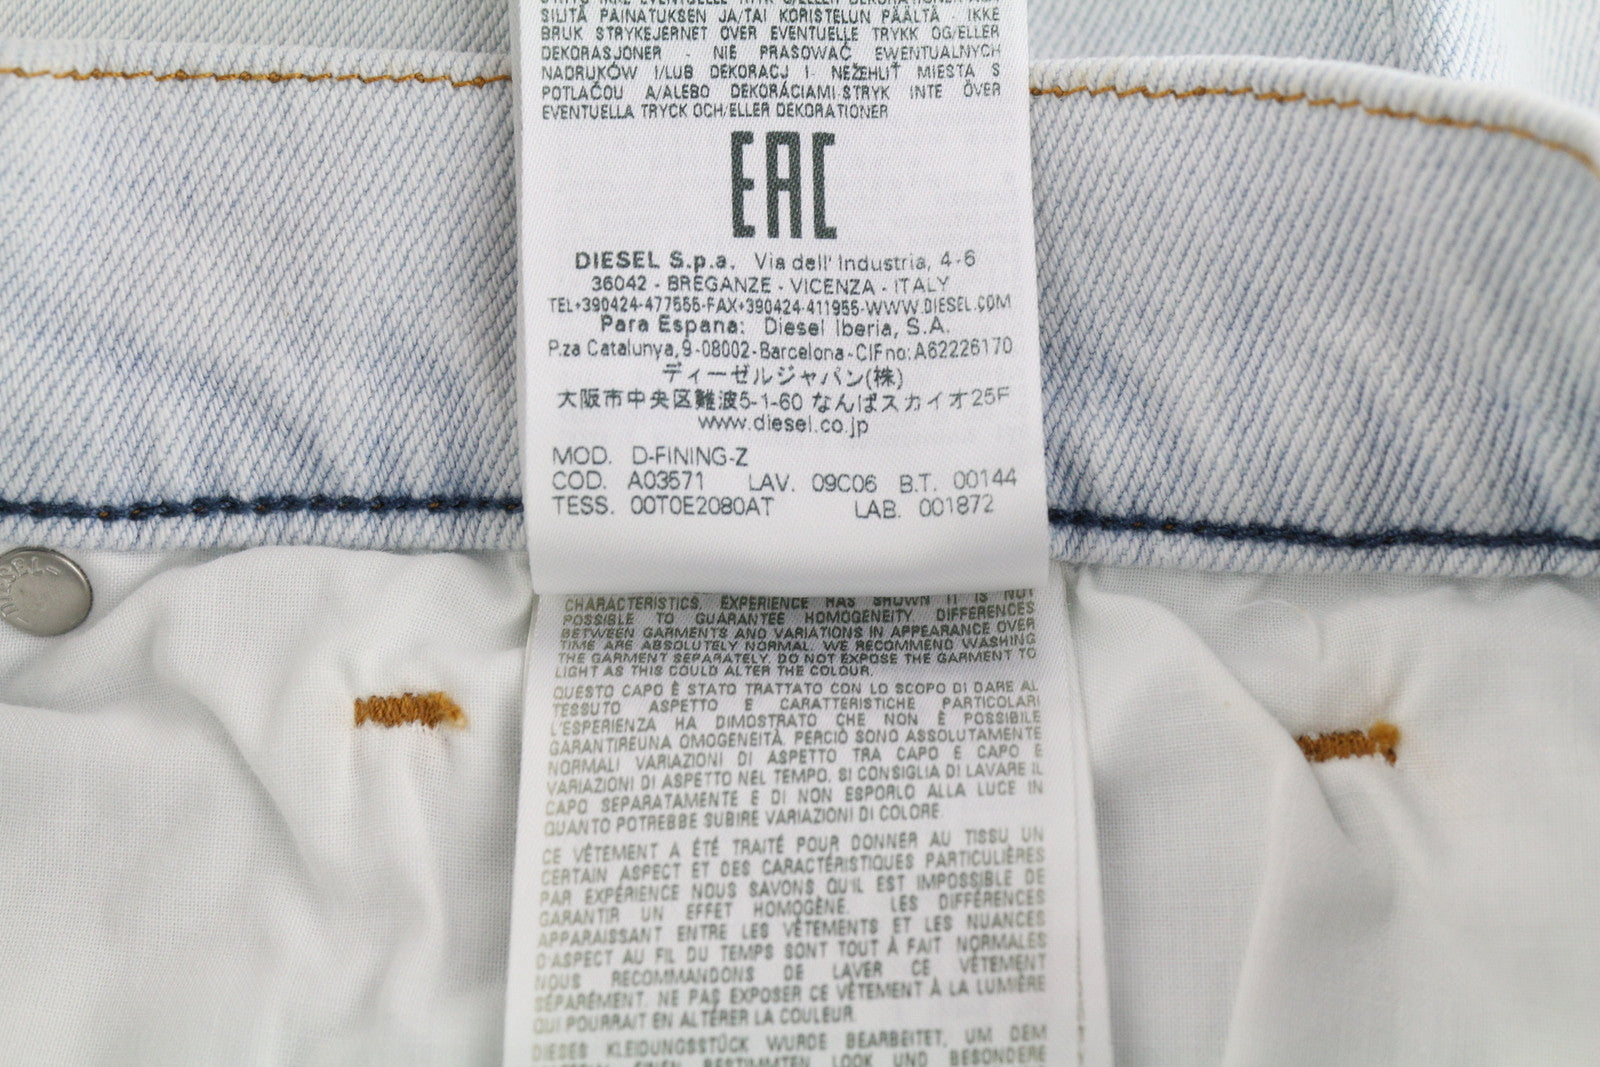 SILITÄ PAINATUKSEN JA/TAI KORISTELUN PÄÄLTÄ - IKKE
BRUK STRYKEJERNET OVER EVENTUELLE TRYKK OG/ELLER
DEKORASJONER - NIE PRASOWAĆ EWENTUALNYCH
NADRUKÓW I/LUB DEKORACJ I- NEŽEHLIŤ MIESTA S
POTLAČOU A/ALEBO DEKORÁCIAMI-STRYK INTE ÖVER
EVENTUELLA TRYCK OCH/ELLER DEKORATIONER
EAC
DIESEL S.p.a. Via dell' Industria, 4-6
36042 - BREGANZE - VICENZA - ITALY
TEL+390424-477555-FAX+390424-411955-WWW.DIESEL.COM
Para Espana: Diesel Iberia, S.A.
P.za Catalunya,9-08002-Barcelona-CIFno:A62226170
ディーゼルジャパン(株)
大阪市中央区難波5-1-60 なんばスカイオ25F
www.diesel.co.jp
MOD. D-FINING-Z
COD. A03571 LAV. 09C06 B.T. 00144
TESS. 00T0E2080AT LAB. 001872
DIESEL
CHARACTERISTICS. EXPERIENCE HAS SHOWN IT IS NOT
POSSIBLE TO GUARANTEE HOMOGENEITY. DIFFERENCES
BETWEEN GARMENTS AND VARIATIONS IN APPEARANCE OVER
TIME ARE ABSOLUTELY NORMAL. WE RECOMMEND WASHING
THE GARMENT SEPARATELY. DO NOT EXPOSE THE GARMENT TO
LIGHT AS THIS COULD ALTER THE COLOUR.
QUESTO CAPO È STATO TRATTATO CON LO SCOPO DI DARE AL
TESSUTO ASPETTO E CARATTERISTICHE PARTICOLARI
L'ESPERIENZA HA DIMOSTRATO CHE NON È POSSIBILE
GARANTIREUNA OMOGENEITÀ. PERCIÒ SONO ASSOLUTAMENTE
NORMALI VARIAZIONI DI ASPETTO TRA CAPO E CAPO E
VARIAZIONI DI ASPETTO NEL TEMPO. SI CONSIGLIA DI LAVARE IL
CAPO SEPARATAMENTE E DI NON ESPORLO ALLA LUCE IN
QUANTO POTREBBE SUBIRE VARIAZIONI DI COLORE.
CE VÊTEMENT A ÉTÉ TRAITÉ POUR DONNER AU TISSU UN
CERTAIN ASPECT ET DES CARACTÉRISTIQUES PARTICULIÈRES
PAR EXPÉRIENCE NOUS SAVONS QU'IL EST IMPOSSIBLE DE
GARANTIR UN EFFET HOMOGÈNE. LES DIFFÉRENCES
APPARAISSANT ENTRE LES VÊTEMENTS ET LES NUANCES
D'ASPECT AU FIL DU TEMPS SONT TOUT À FAIT NORMALES
NOUS RECOMMANDONS DE LAVER CE VÊTEMENT
SÉPARÉMENT. NE PAS EXPOSER CE VÊTEMENT À LA LUMIÈRE
QUI POURRAIT EN ALTÉRER LA COULEUR.
DIESES KLEIDUNGSSTÜCK WURDE BEARBEITET, UM DEM
EINEN BESTIMMTEN LOOK UND BESONDERE